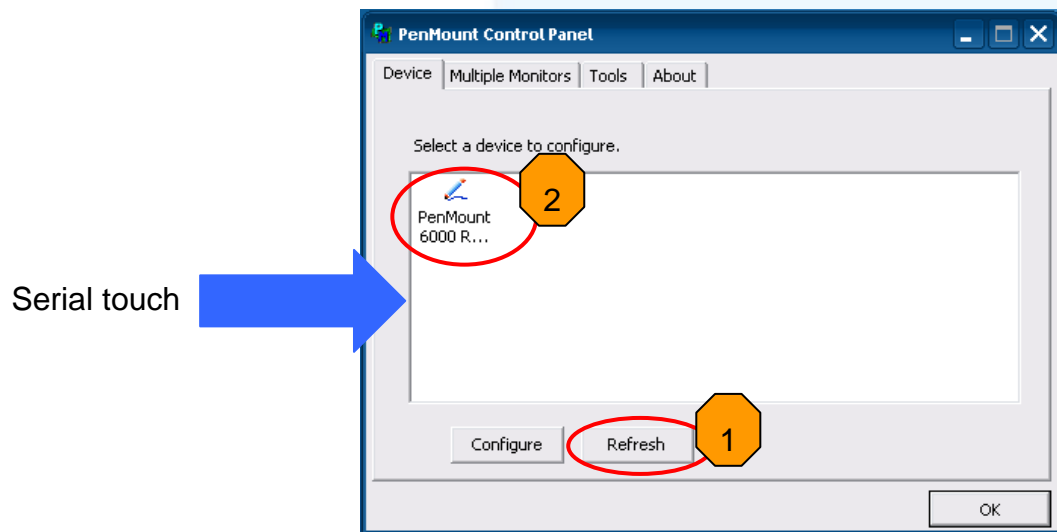 PenMount Control Panel
Device Multiple Monitors Tools About
Select a device to configure.
2
PenMount
6000 R...
Serial touch
Configure Refresh 1
OK